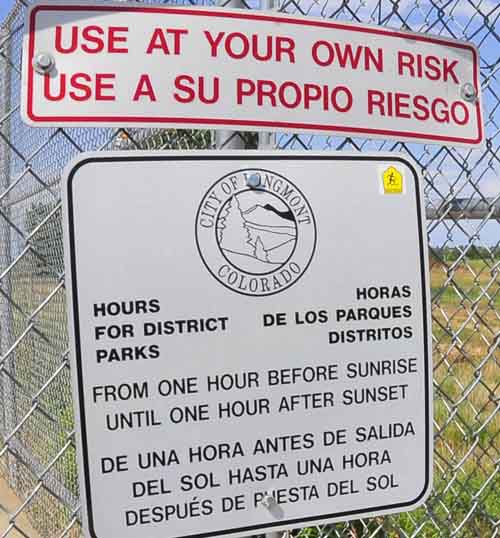 USE AT YOUR OWN RISK
USE A SU PROPIO RIESGO
CITY OF LONGMONT
COLORADO
HOURS
FOR DISTRICT
PARKS
HORAS
DE LOS PARQUES
DISTRITOS
FROM ONE HOUR BEFORE SUNRISE
UNTIL ONE HOUR AFTER SUNSET
DE UNA HORA ANTES DE SALIDA
DEL SOL HASTA UNA HORA
DESPUÉS DE PUESTA DEL SOL